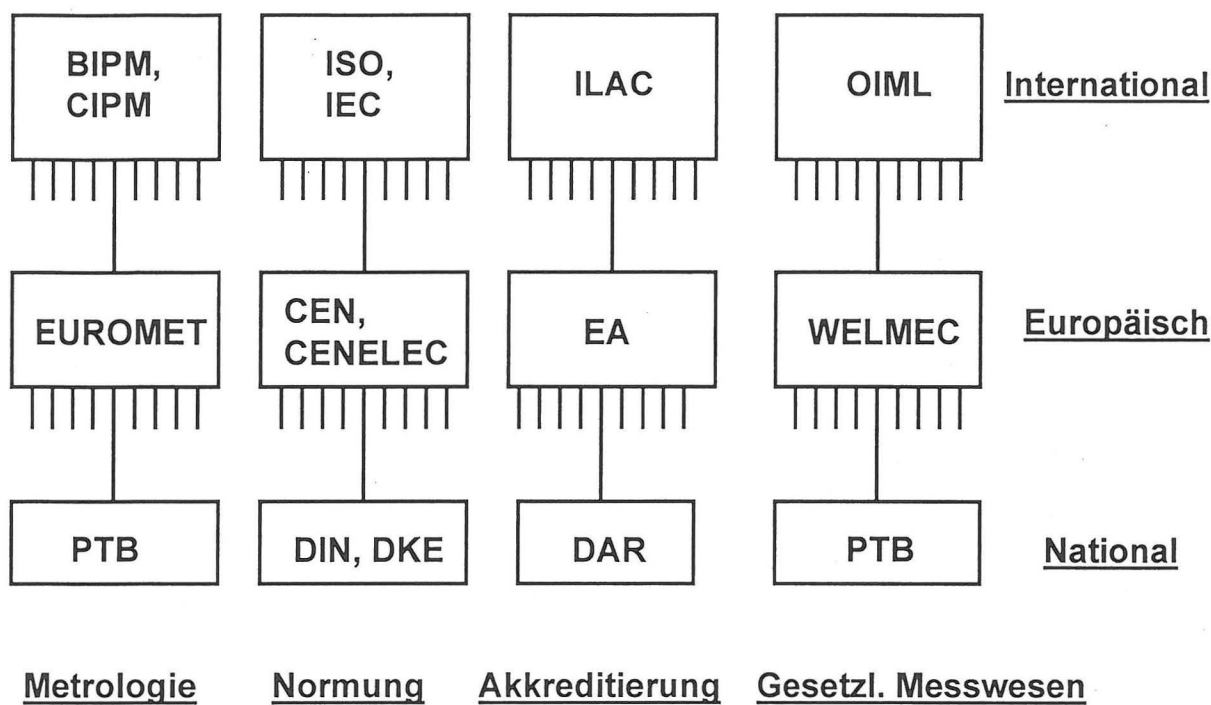 BIPM,
CIPM
ISO,
IEC
ILAC
OIML
International
EUROMET
CEN,
CENELEC
EA
WELMEC
Europäisch
PTB
DIN, DKE
DAR
PTB
National
Metrologie
Normung
Akkreditierung
Gesetzl. Messwesen